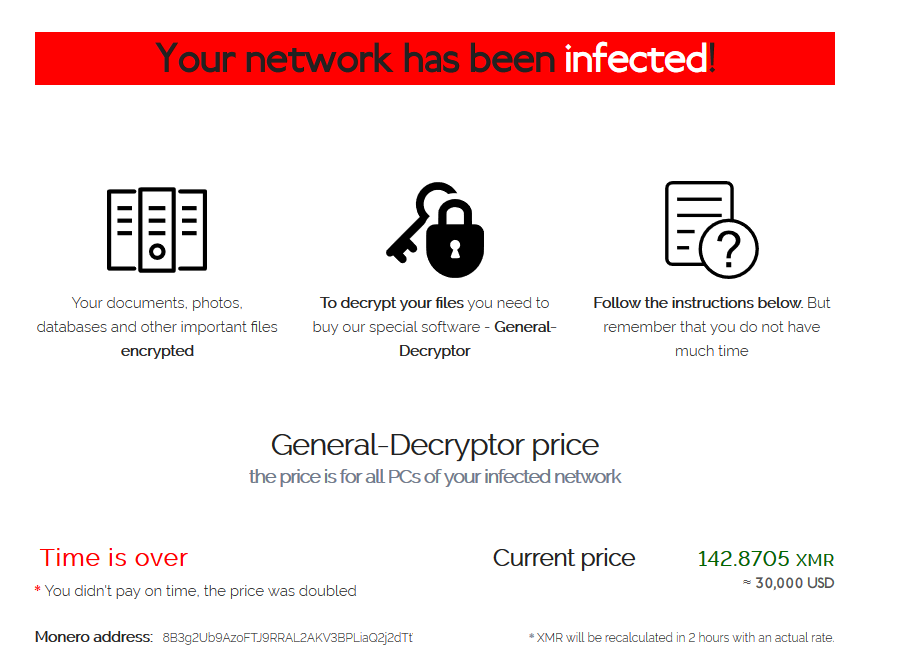 Your network has been infected!
Your documents, photos,
databases and other important files
encrypted
To decrypt your files you need to
buy our special software - General-
Decryptor
Follow the instructions below. But
remember that you do not have
much time
General-Decryptor price
the price is for all PCs of your infected network
Time is over
* You didn't pay on time, the price was doubled
Current price
142.8705 XMR
≈ 30,000 USD
Monero address: 8B3g2Ub9AzoFTJ9RRAL2AKV3BPLiaQ2j2dTt
* XMR will be recalculated in 2 hours with an actual rate.